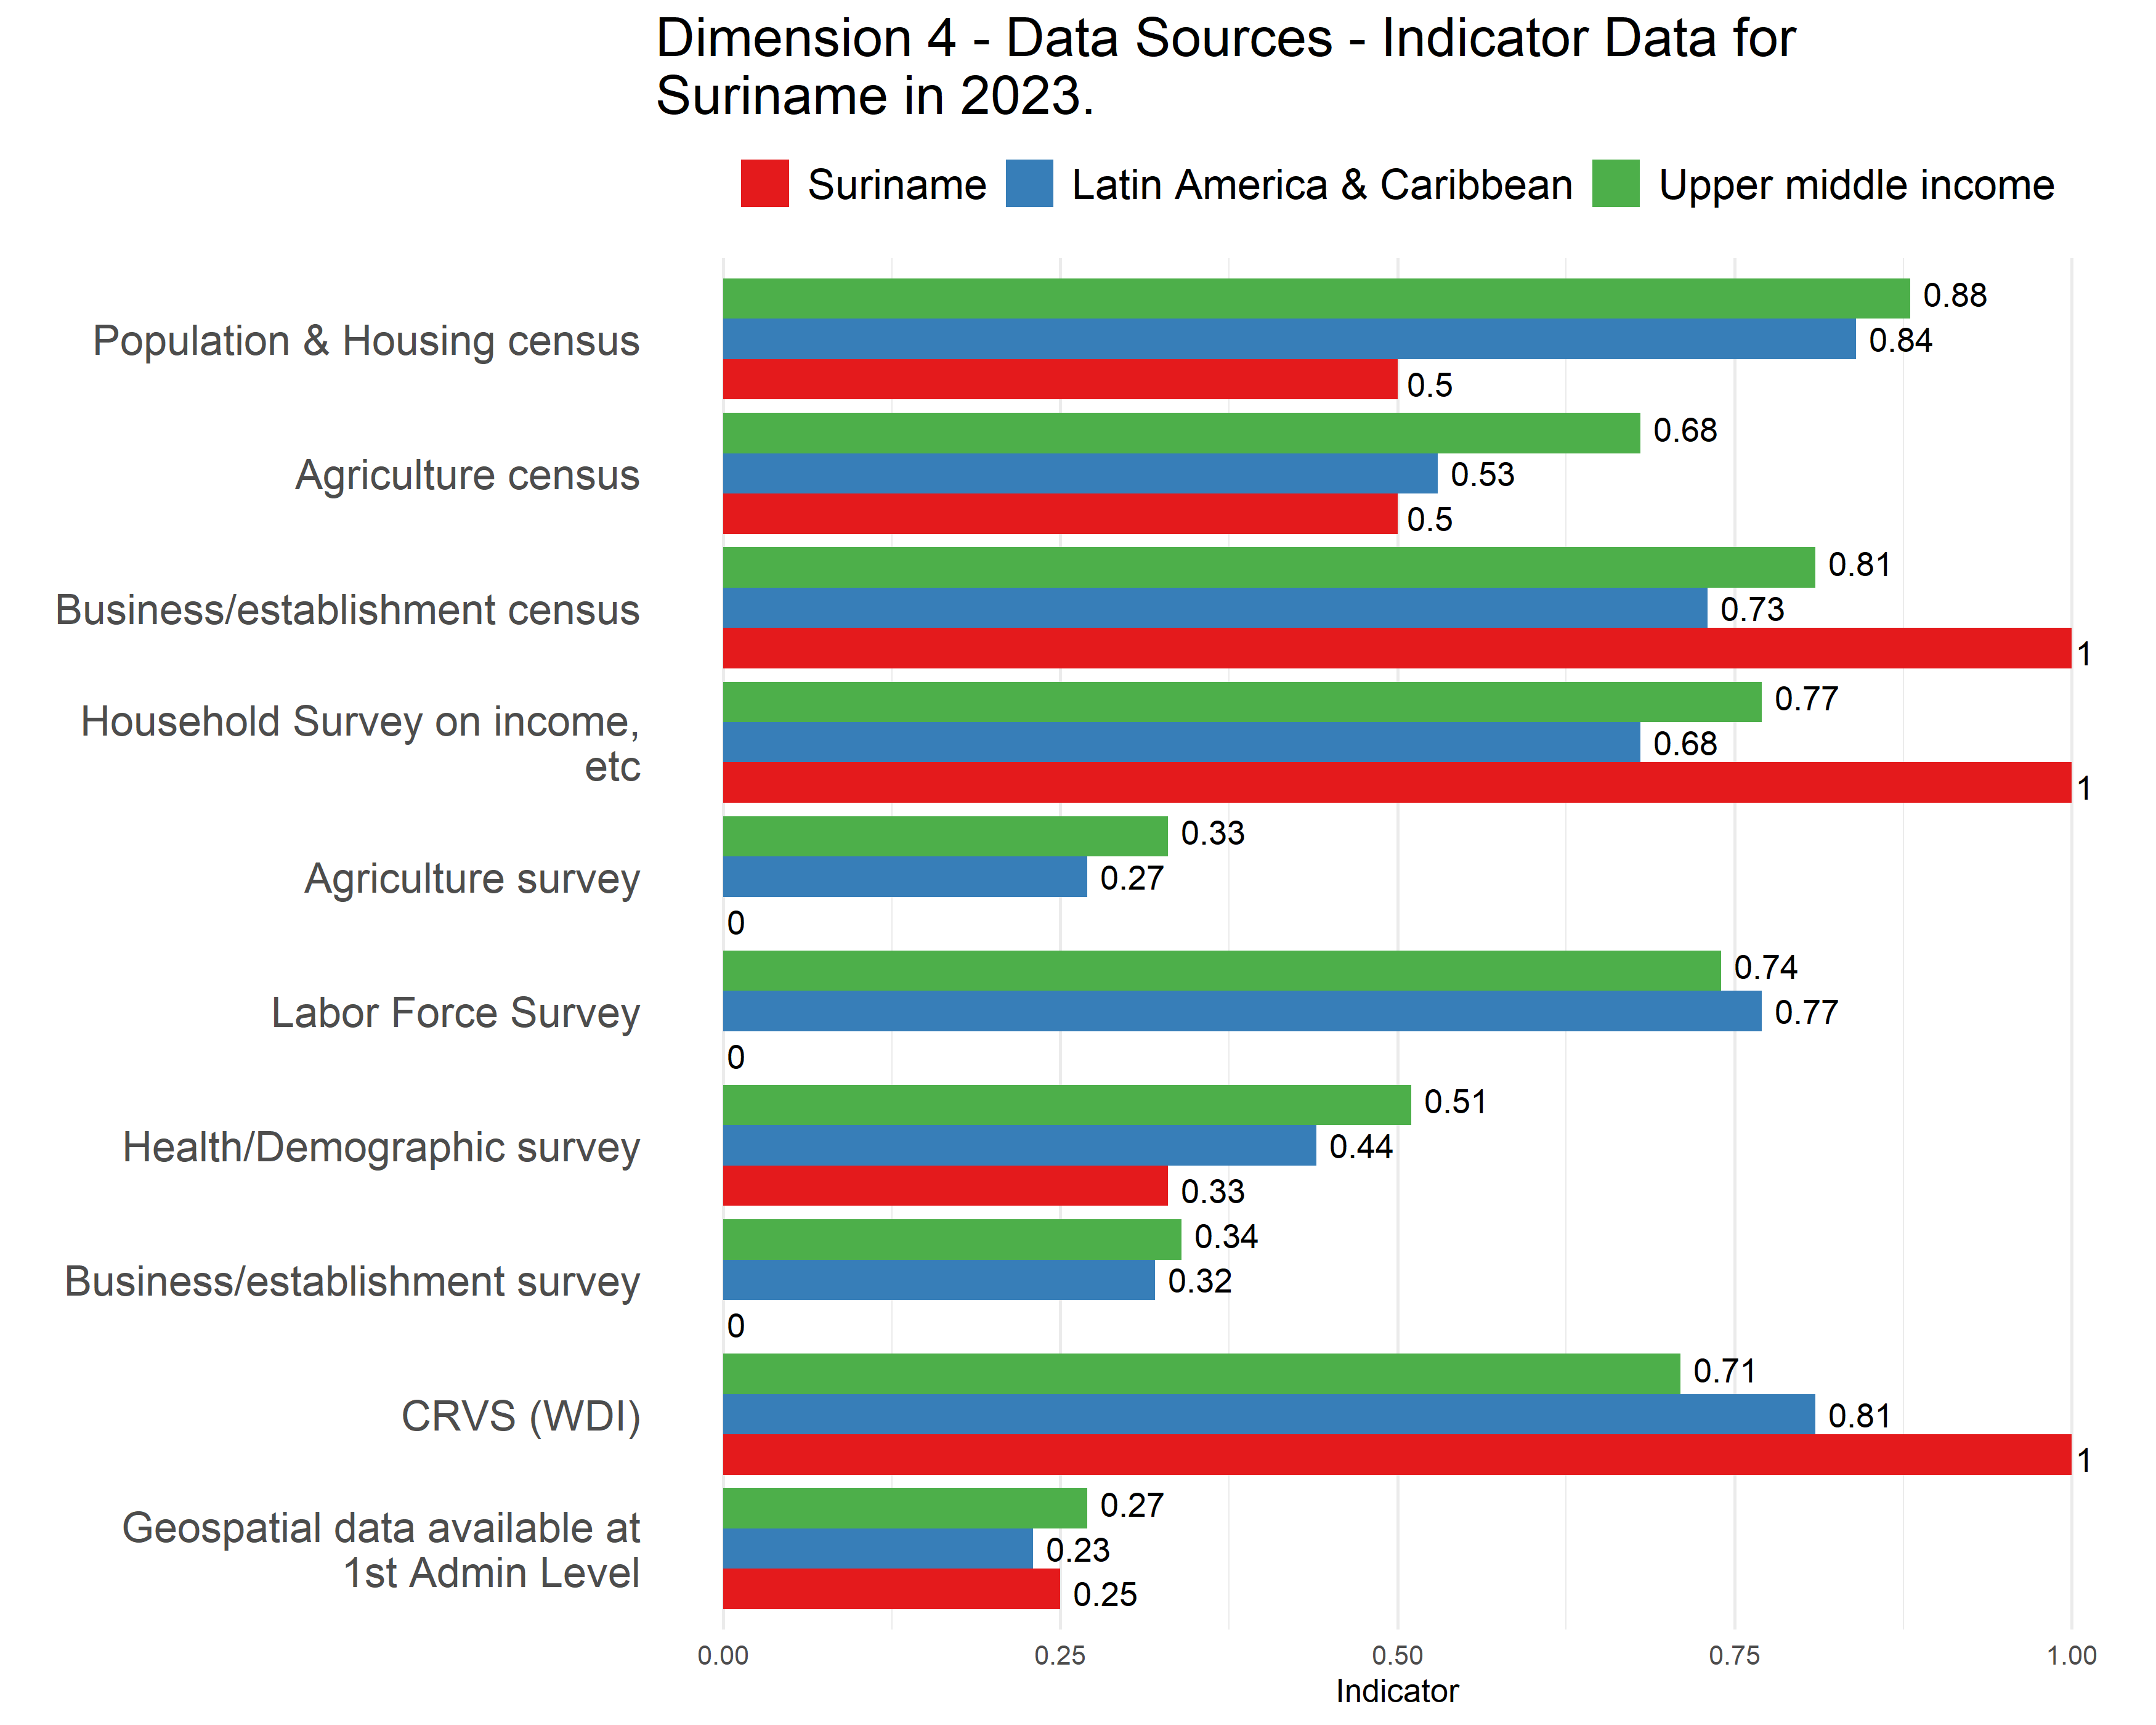 Dimension 4 - Data Sources - Indicator Data for
Suriname in 2023.
Suriname
Latin America & Caribbean
Upper middle income
Population & Housing census
0.88
0.84
0.5
Agriculture census
0.68
0.53
0.5
Business/establishment census
0.81
0.73
1
Household Survey on income,
etc
0.77
0.68
1
Agriculture survey
0.33
0.27
0
Labor Force Survey
0.74
0.77
0
Health/Demographic survey
0.51
0.44
0.33
Business/establishment survey
0.34
0.32
0
CRVS (WDI)
0.71
0.81
1
Geospatial data available at
1st Admin Level
0.27
0.23
0.25
0.00
0.25
0.50
0.75
1.00
Indicator